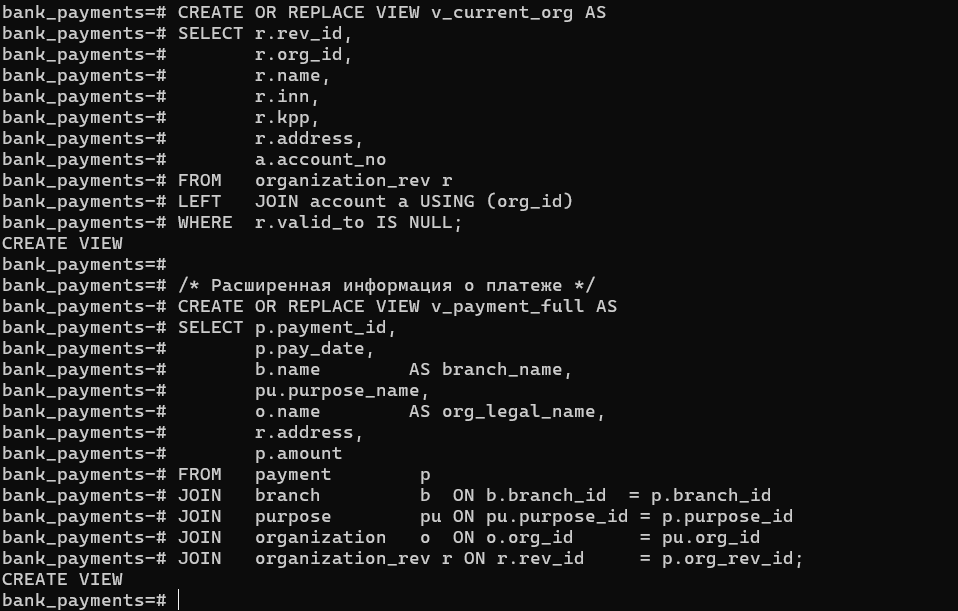 bank_payments=# CREATE OR REPLACE VIEW v_current_org AS
bank_payments-# SELECT r.rev_id,
bank_payments-#        r.org_id,
bank_payments-#        r.name,
bank_payments-#        r.inn,
bank_payments-#        r.kpp,
bank_payments-#        r.address,
bank_payments-#        a.account_no
bank_payments-# FROM   organization_rev r
bank_payments-# LEFT   JOIN account a USING (org_id)
bank_payments-# WHERE  r.valid_to IS NULL;
CREATE VIEW
bank_payments=#
bank_payments=# /* Расширенная информация о платеже */
bank_payments=# CREATE OR REPLACE VIEW v_payment_full AS
bank_payments-# SELECT p.payment_id,
bank_payments-#        p.pay_date,
bank_payments-#        b.name        AS branch_name,
bank_payments-#        pu.purpose_name,
bank_payments-#        o.name        AS org_legal_name,
bank_payments-#        r.address,
bank_payments-#        p.amount
bank_payments-# FROM   payment        p
bank_payments-# JOIN   branch         b  ON b.branch_id  = p.branch_id
bank_payments-# JOIN   purpose        pu ON pu.purpose_id = p.purpose_id
bank_payments-# JOIN   organization   o  ON o.org_id      = pu.org_id
bank_payments-# JOIN   organization_rev r ON r.rev_id     = p.org_rev_id;
CREATE VIEW
bank_payments=#